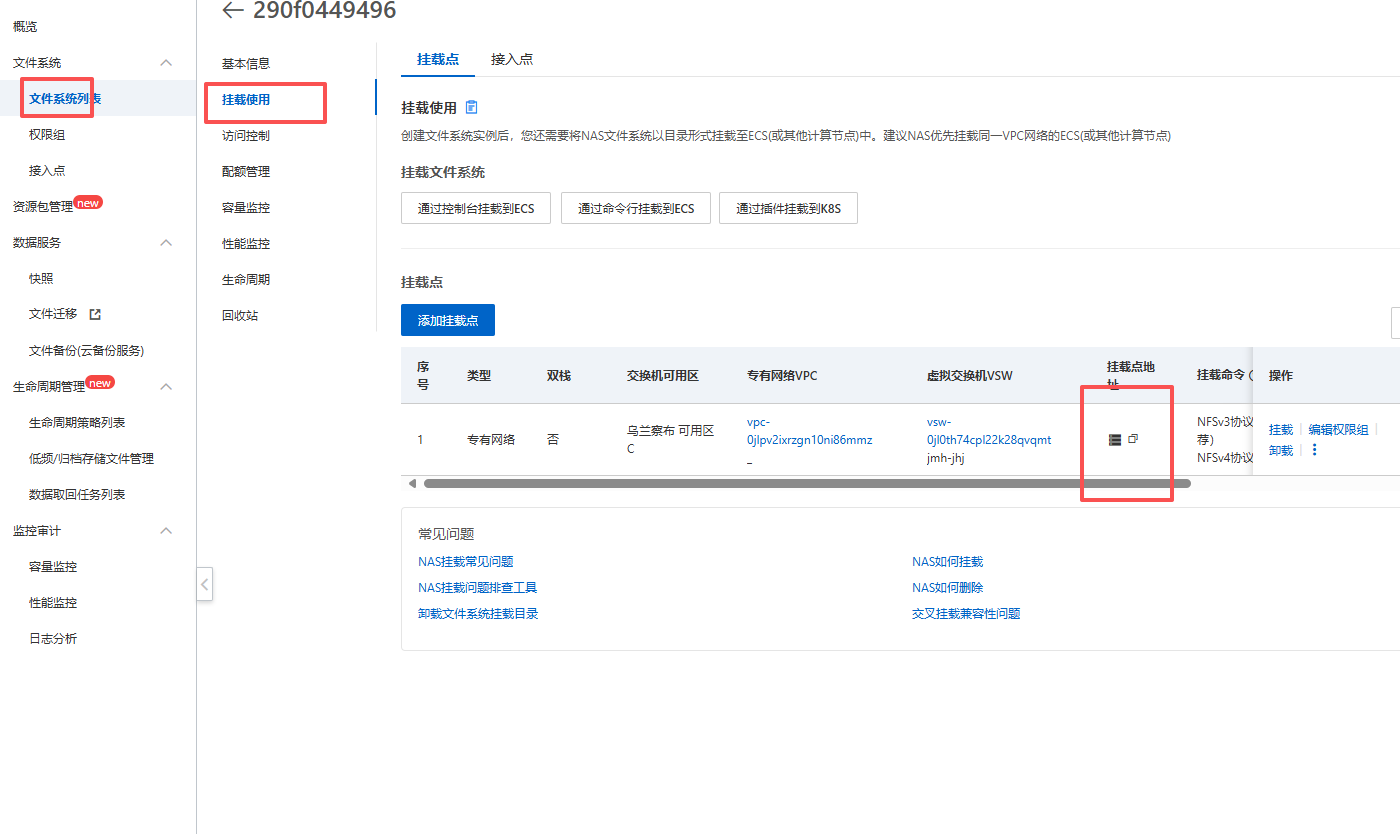 290f0449496
概览
文件系统
文件系统列表
权限组
接入点
资源包管理 new
数据服务
快照
文件迁移
文件备份(云备份服务)
生命周期管理 new
生命周期策略列表
低频/归档存储文件管理
数据取回任务列表
监控审计
容量监控
性能监控
日志分析
基本信息
挂载使用
访问控制
配额管理
容量监控
性能监控
生命周期
回收站
挂载点 接入点
挂载使用
创建文件系统实例后，您还需要将NAS文件系统以目录形式挂载至ECS(或其他计算节点)中。建议NAS优先挂载同一VPC网络的ECS(或其他计算节点)
挂载文件系统
通过控制台挂载到ECS 通过命令行挂载到ECS 通过插件挂载到K8S
挂载点
添加挂载点
序号 类型 双栈 交换机可用区 专有网络VPC 虚拟交换机VSW 挂载点地址 挂载命令 操作
1 专有网络 否 乌兰察布 可用区 C
vpc-
0jlpv2ixrzgn10ni86mmz
_
vsw-
0jl0th74cpl22k28qvqmt
jmh-jhj
NFSv3协议
荐)
NFSv4协议
挂载 编辑权限组
卸载
常见问题
NAS挂载常见问题 NAS如何挂载
NAS挂载问题排查工具 NAS如何删除
卸载文件系统挂载目录 交叉挂载兼容性问题